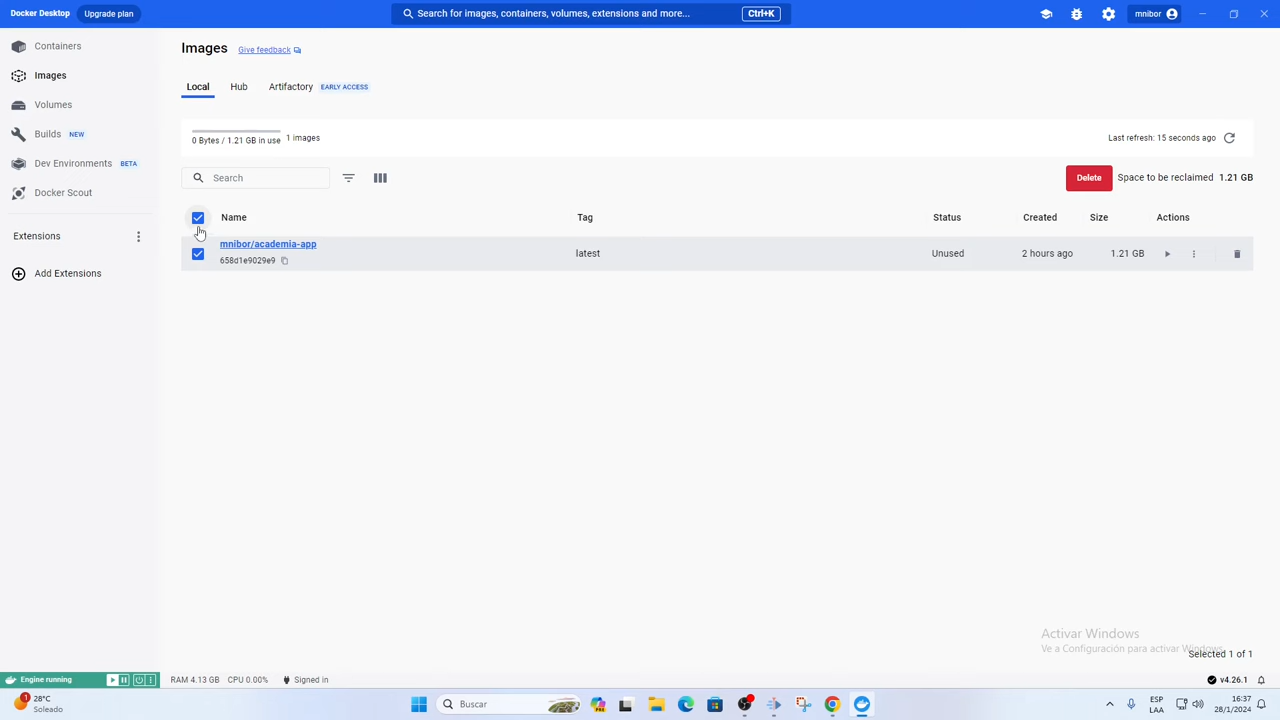 Docker Desktop Upgrade plan Search for images, containers, volumes, extensions and more... Ctrl+K mnibor
Containers
Images
Volumes
Builds NEW
Dev Environments BETA
Docker Scout
Extensions
Add Extensions
Images Give feedback
Local Hub Artifactory EARLY ACCESS
0 Bytes / 1.21 GB in use 1 images Last refresh: 15 seconds ago
Search Delete Space to be reclaimed 1.21 GB
Name Tag Status Created Size Actions
mnibor/academia-app latest Unused 2 hours ago 1.21 GB
658d1e9029e9
Activar Windows
Ve a Configuración para activar Windows.
Selected 1 of 1
Engine running RAM 4.13 GB CPU 0.00% Signed in v4.26.1
28°C
Soleado
Buscar
ESP
LAA
16:37
28/1/2024